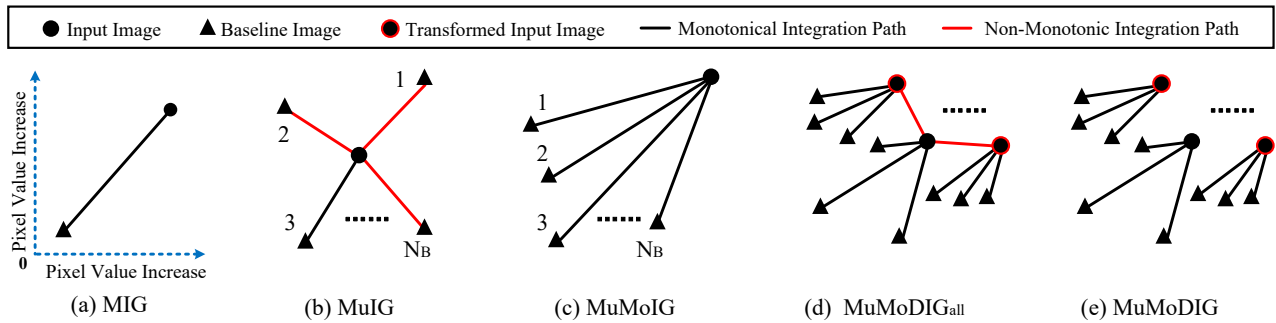 Input Image Baseline Image Transformed Input Image Monotonical Integration Path Non-Monotonic Integration Path
Pixel Value Increase
0
Pixel Value Increase
1
2
3
NB
1
2
3
NB
(a) MIG
(b) MuIG
(c) MuMoIG
(d) MuMoDIGall
(e) MuMoDIG